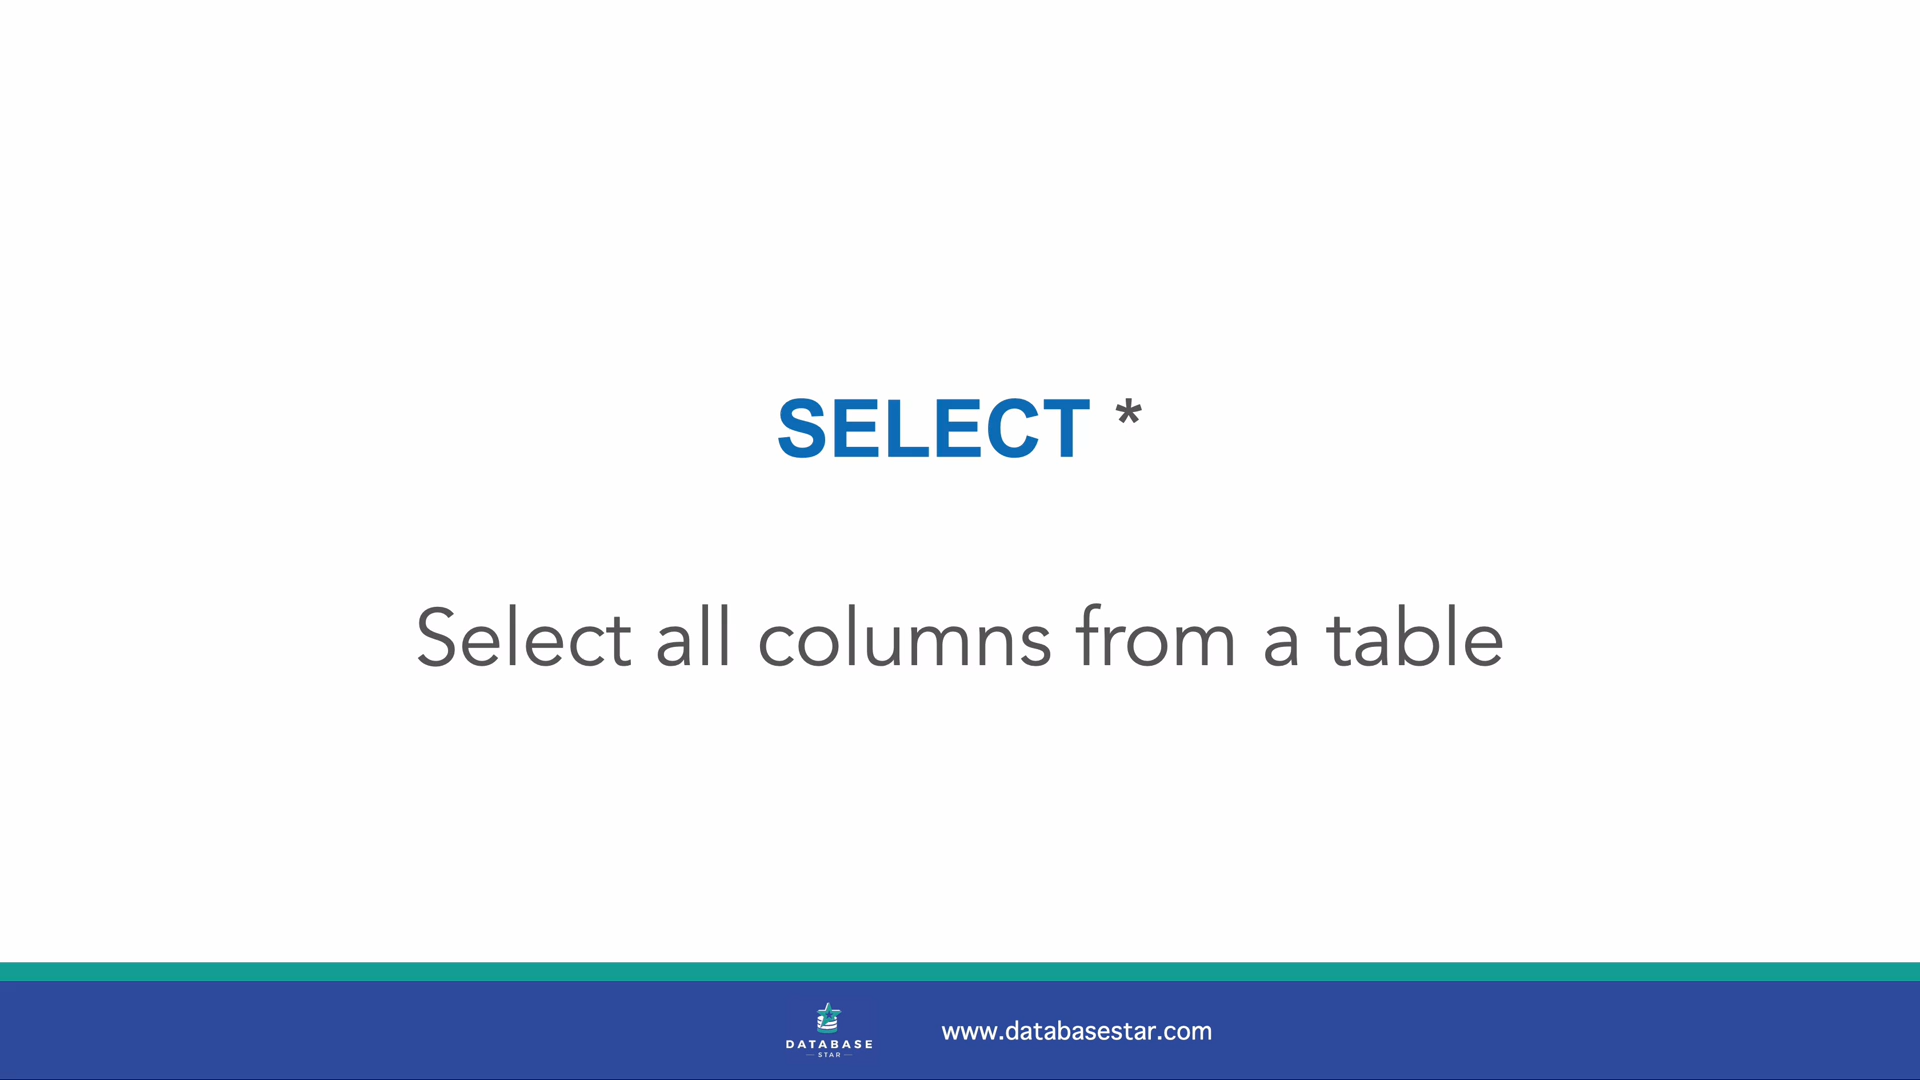 SELECT *
Select all columns from a table
DATABASE
STAR
www.databasestar.com